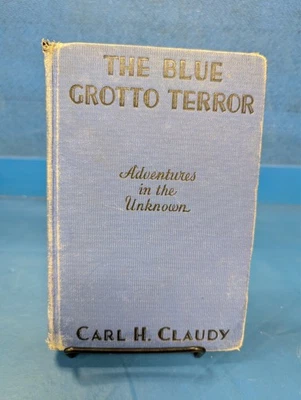 THE BLUE
GROTTO TERROR
Adventures
in the
Unknown
CARL H. CLAUDY